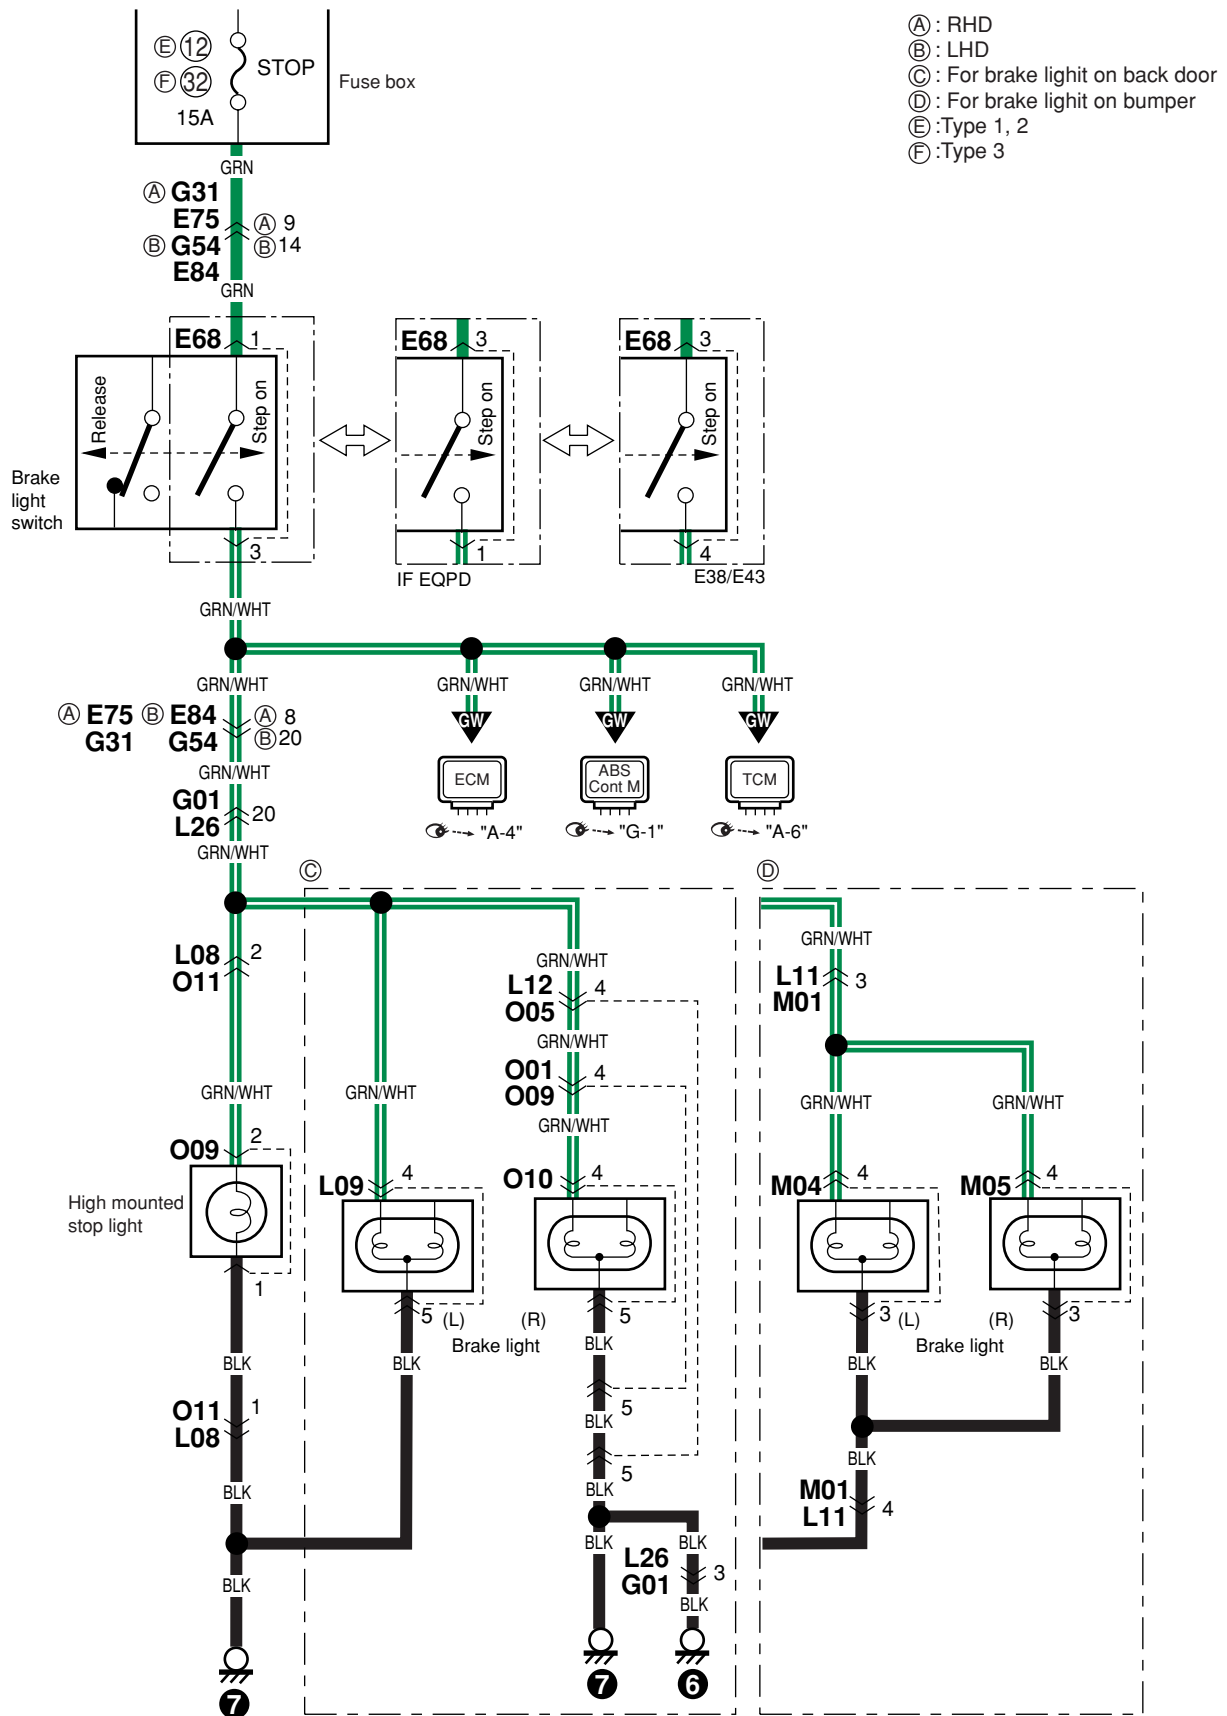 Ⓔ⑫
Ⓕ㉜
15A
STOP
Fuse box
Ⓐ : RHD
Ⓑ : LHD
Ⓒ : For brake lighit on back door
Ⓓ : For brake lighit on bumper
Ⓔ :Type 1, 2
Ⓕ :Type 3
GRN
Ⓐ G31
E75 Ⓐ 9
Ⓑ G54 Ⓑ 14
E84
GRN
E68 1
E68 3
E68 3
Release
Step on
Step on
Step on
Brake
light
switch
3
1
4
IF EQPD
E38/E43
GRN/WHT
GRN/WHT GRN/WHT GRN/WHT GRN/WHT
Ⓐ E75 Ⓑ E84 Ⓐ 8
G31 G54 Ⓑ 20
GW GW GW
GRN/WHT
ECM
ABS
Cont M
TCM
G01
L26 20
"A-4" "G-1" "A-6"
GRN/WHT
Ⓒ
Ⓓ
GRN/WHT
L08 2
O11
GRN/WHT
L12 4
O05
L11 3
M01
GRN/WHT
O01 4
O09
GRN/WHT GRN/WHT GRN/WHT GRN/WHT
GRN/WHT
O09 2
L09 4
O10 4
M04 4
M05 4
High mounted
stop light
1
5 (L)
(R) 5
Brake light
3 (L)
(R) 3
Brake light
BLK BLK BLK BLK BLK
O11 1
L08
5
BLK
5
BLK
BLK
BLK
M01
L11 4
BLK
BLK BLK
L26
G01 3
BLK
BLK
7
7
6